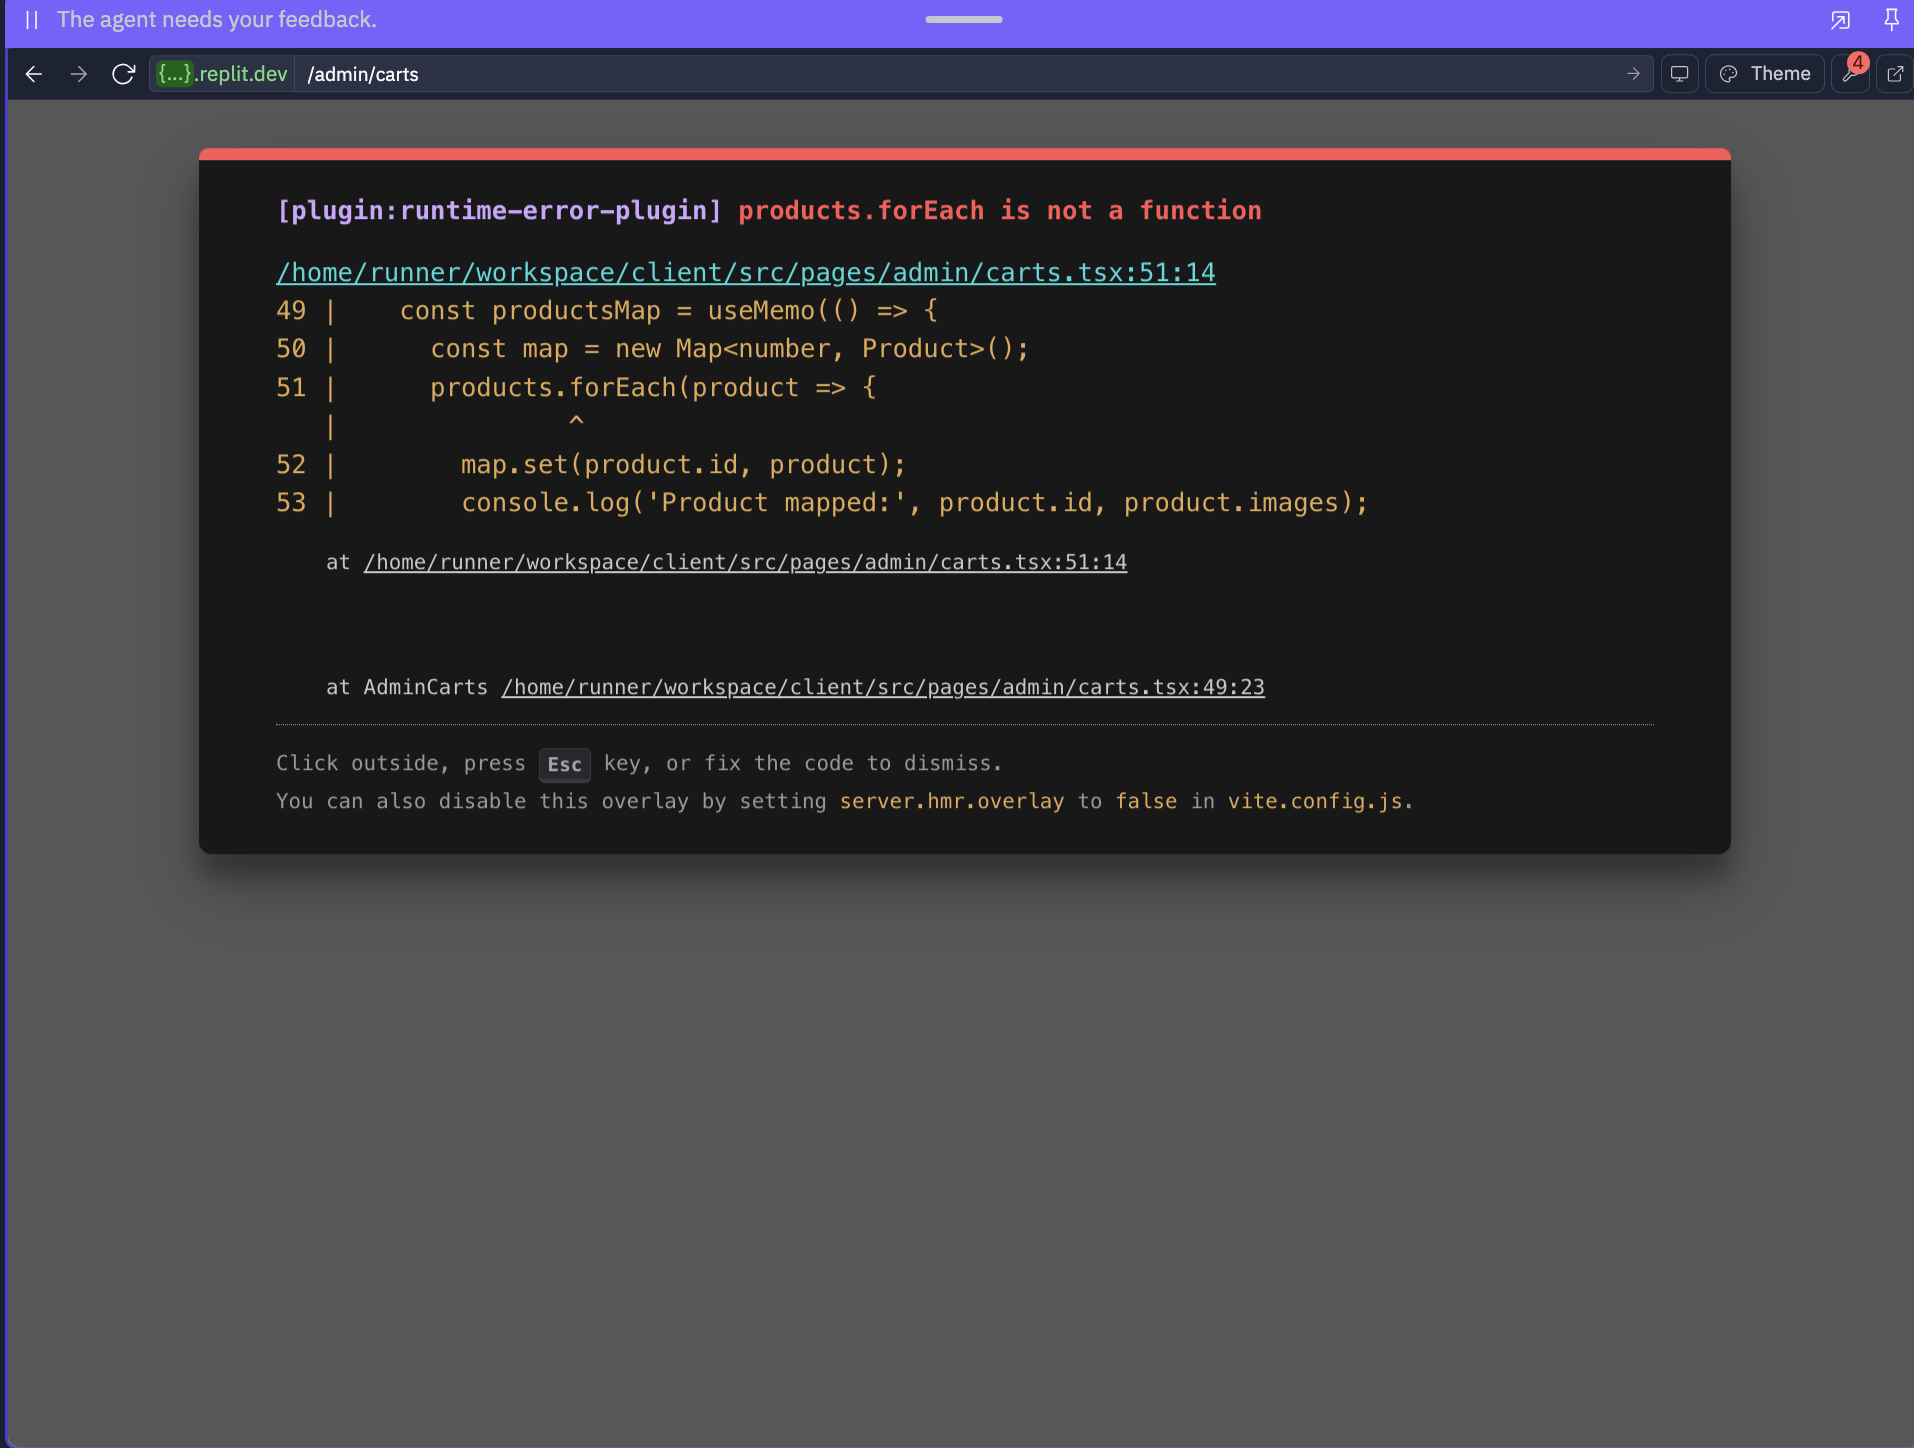 The agent needs your feedback.
{...}.replit.dev /admin/carts Theme 4
[plugin:runtime-error-plugin] products.forEach is not a function
/home/runner/workspace/client/src/pages/admin/carts.tsx:51:14
49 |    const productsMap = useMemo(() => {
50 |      const map = new Map<number, Product>();
51 |      products.forEach(product => {
   |               ^
52 |        map.set(product.id, product);
53 |        console.log('Product mapped:', product.id, product.images);
at /home/runner/workspace/client/src/pages/admin/carts.tsx:51:14
at AdminCarts /home/runner/workspace/client/src/pages/admin/carts.tsx:49:23
Click outside, press Esc key, or fix the code to dismiss.
You can also disable this overlay by setting server.hmr.overlay to false in vite.config.js.